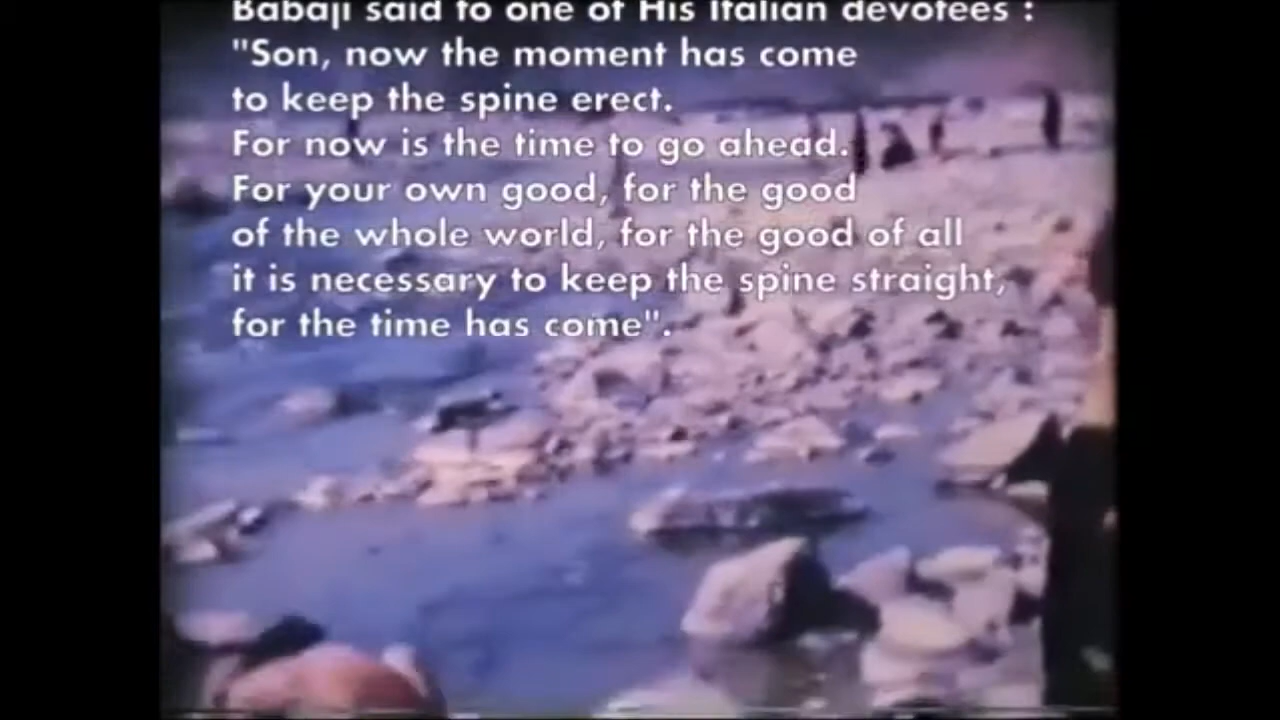 Babaji said to one of His Italian devotees :
"Son, now the moment has come
to keep the spine erect.
For now is the time to go ahead.
For your own good, for the good
of the whole world, for the good of all
it is necessary to keep the spine straight,
for the time has come".